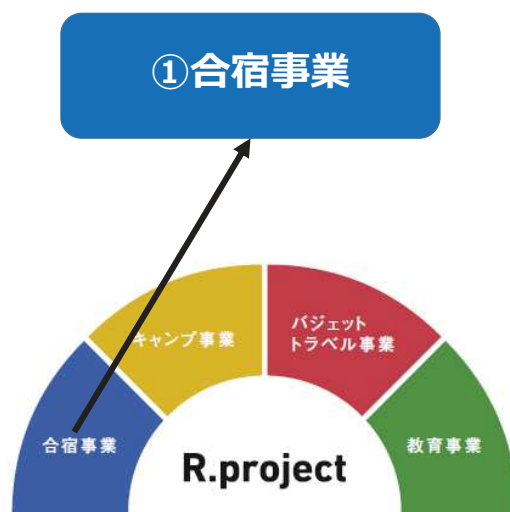 ①合宿事業
キャンプ事業
バジェット
トラベル事業
合宿事業
教育事業
R.project